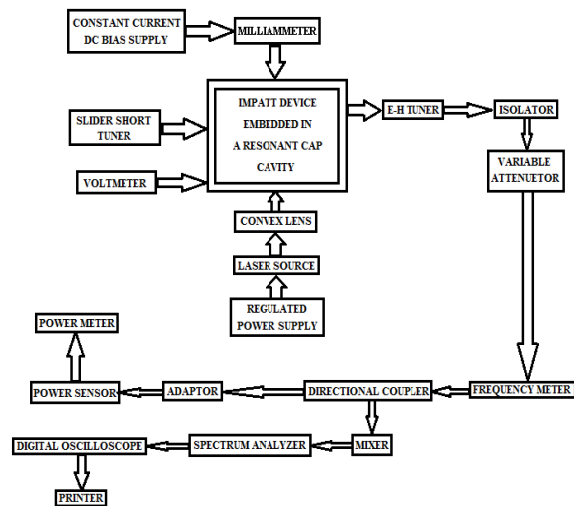 CONSTANT CURRENT
DC BIAS SUPPLY
MILLIAMMETER
IMPATT DEVICE
EMBIDDED IN
A RESONANT CAP
CAVITY
E-H TUNER
ISOLATOR
SLIDER SHORT
TUNER
VARIABLE
ATTENUETOR
VOLTMETER
CONVEX LENS
LASER SOURCE
REGULATED
POWER SUPPLY
POWER METER
POWER SENSOR
ADAPTOR
DIRECTIONAL COUPLER
FREQUENCY METER
DIGITAL OSCILLOSCOPE
SPECTRUM ANALYZER
MIXER
PRINTER